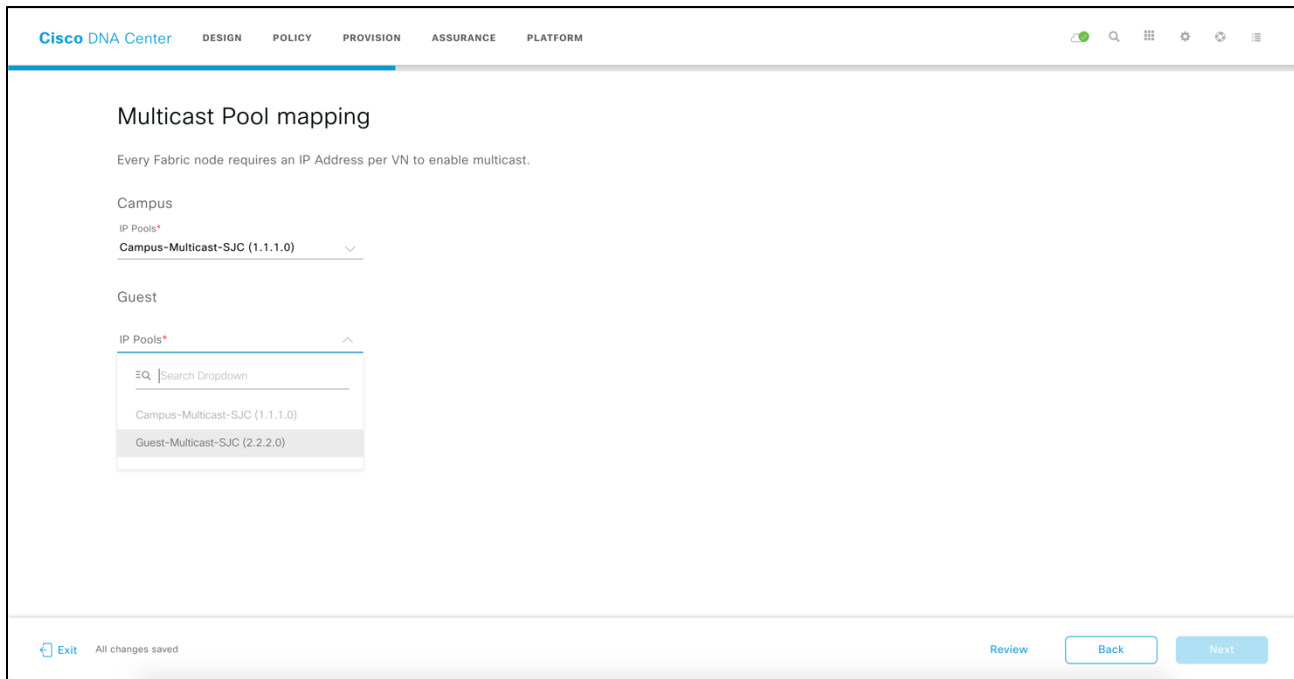 Cisco DNA Center DESIGN POLICY PROVISION ASSURANCE PLATFORM
Multicast Pool mapping
Every Fabric node requires an IP Address per VN to enable multicast.
Campus
IP Pools*
Campus-Multicast-SJC (1.1.1.0)
Guest
IP Pools*
Search Dropdown
Campus-Multicast-SJC (1.1.1.0)
Guest-Multicast-SJC (2.2.2.0)
Exit All changes saved Review Back Next